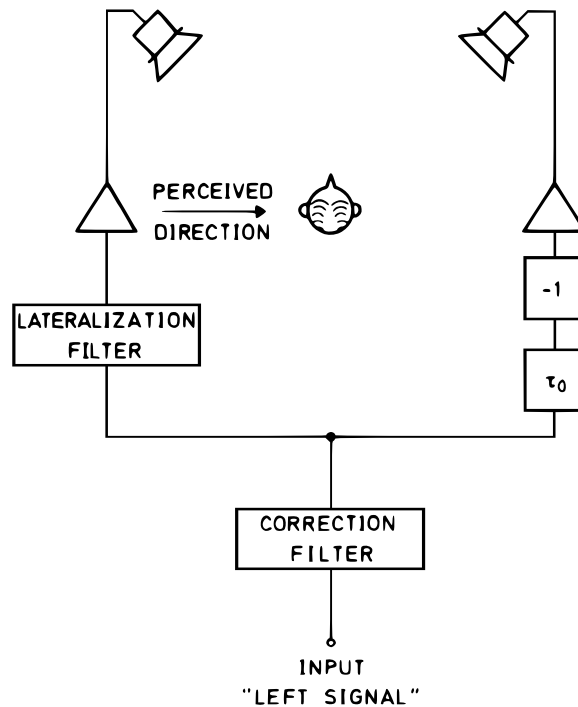 PERCEIVED
DIRECTION
LATERALIZATION
FILTER
-1
τ0
CORRECTION
FILTER
INPUT
"LEFT SIGNAL"